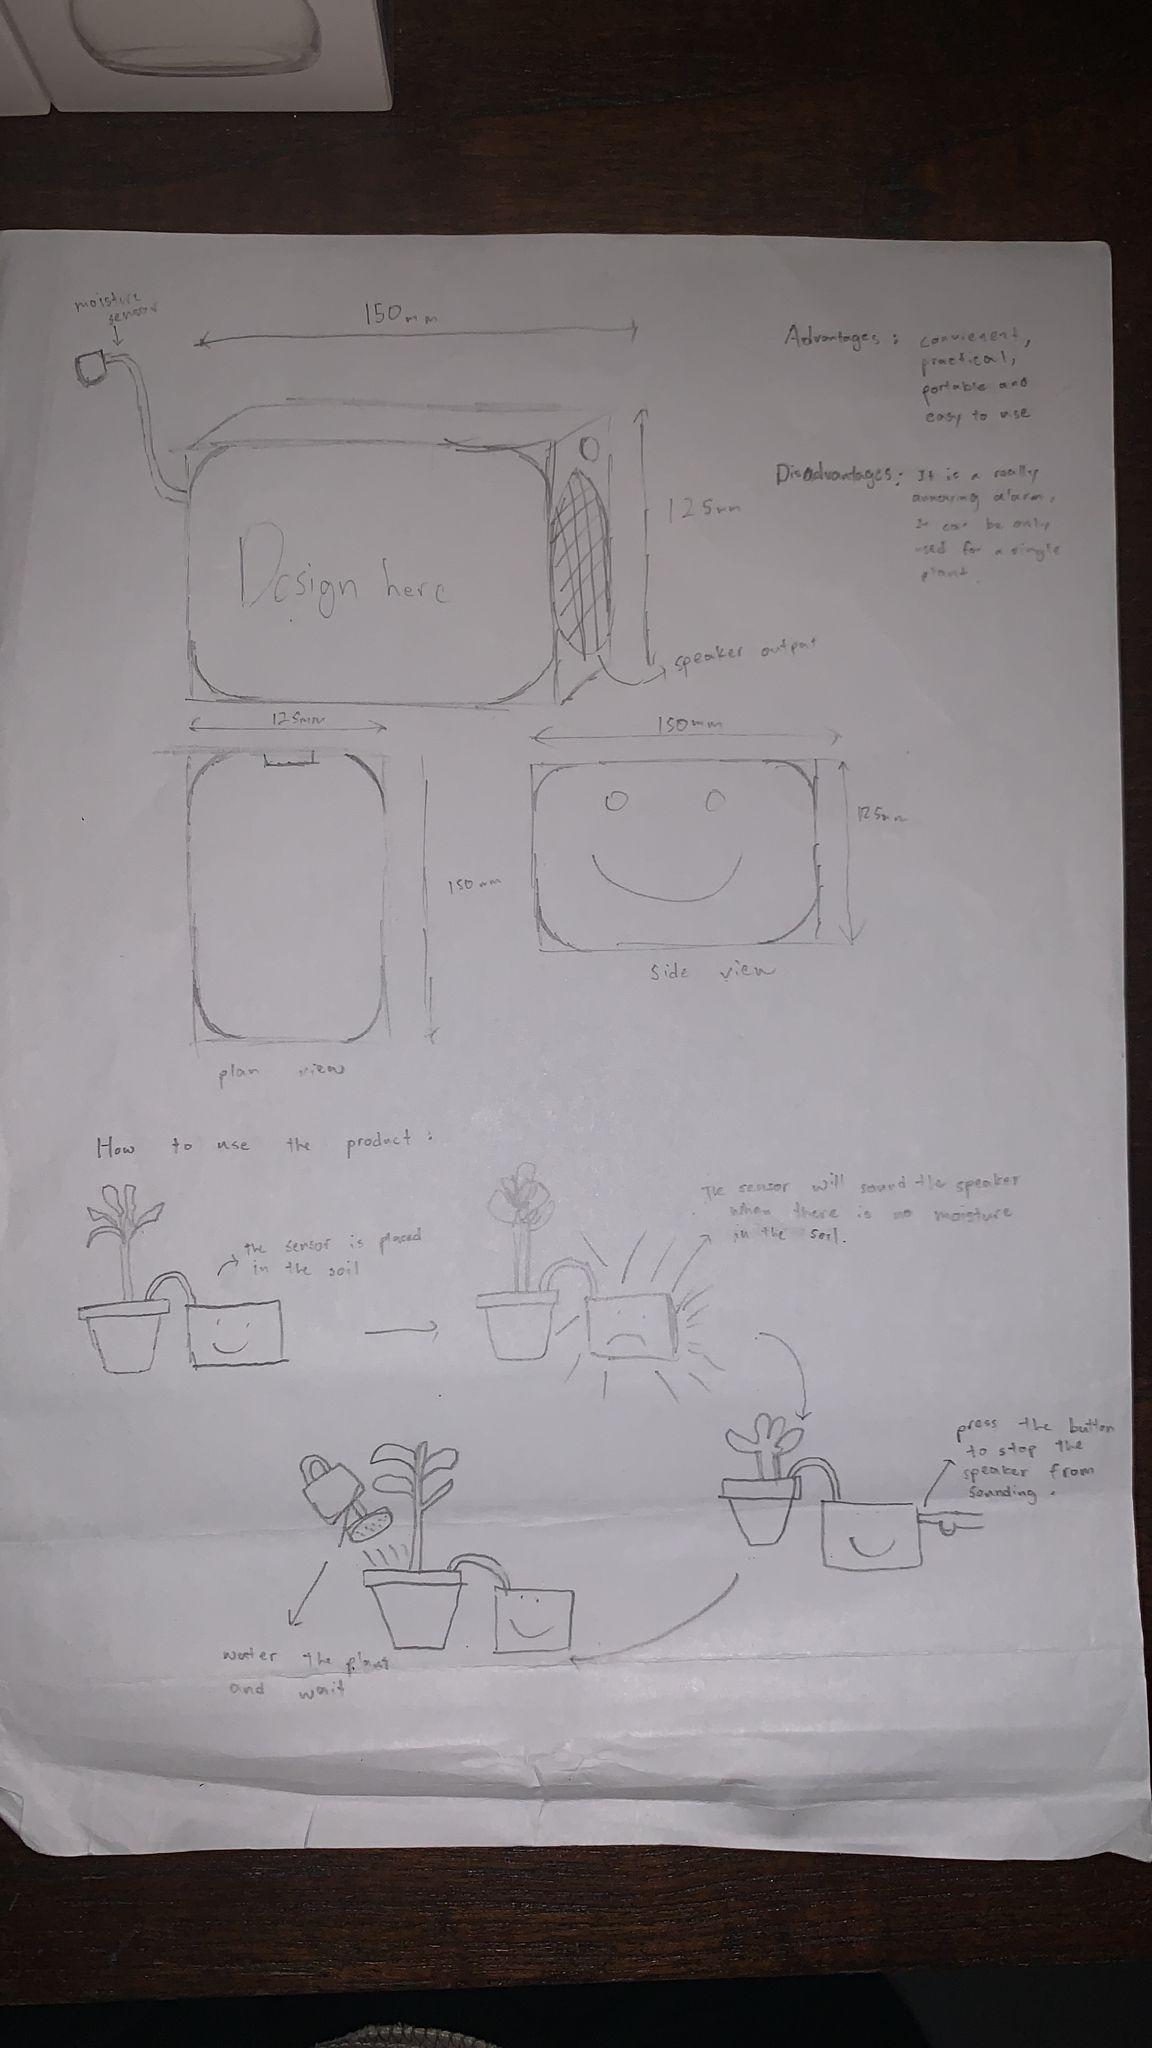 moisture
sensor
150mm
Advantages: convienent,
practical,
portable and
easy to use
Disadvantages: It is a really
annoying alarm,
It can be only
used for a single
plant.
125mm
Design here
speaker output
125mm
150mm
150mm
125mm
side view
plan view
How to use the product:
The sensor will sound the speaker
when there is no moisture
in the soil.
the sensor is placed
in the soil
press the button
to stop the
speaker from
sounding.
water the plant
and wait